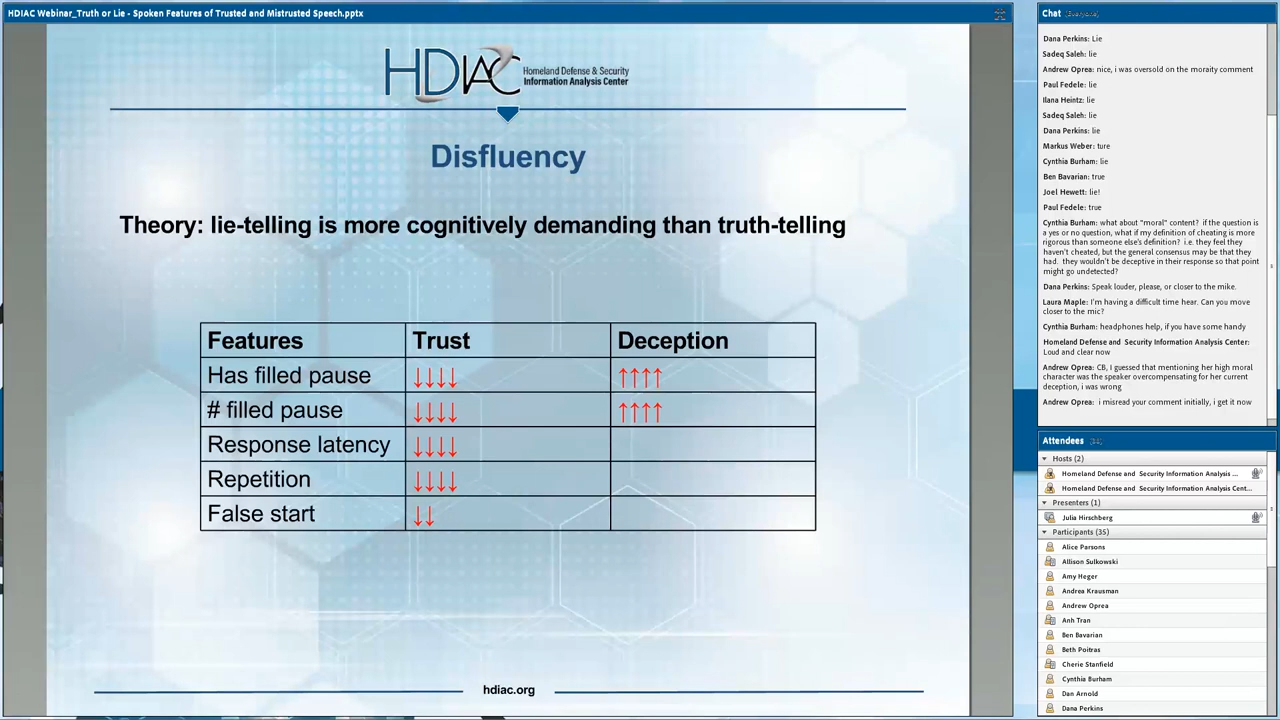 HDIAC Webinar_Truth or Lie - Spoken Features of Trusted and Mistrusted Speech.pptx
HDIAC Homeland Defense & Security
Information Analysis Center
Disfluency
Theory: lie-telling is more cognitively demanding than truth-telling
Features Trust Deception
Has filled pause ↓↓↓↓ ↑↑↑↑
# filled pause ↓↓↓↓ ↑↑↑↑
Response latency ↓↓↓↓
Repetition ↓↓↓↓
False start ↓↓
hdiac.org
Chat (Everyone)
Dana Perkins: Lie
Sadeq Saleh: lie
Andrew Oprea: nice, i was oversold on the moraity comment
Paul Fedele: lie
Ilana Heintz: lie
Sadeq Saleh: lie
Dana Perkins: lie
Markus Weber: ture
Cynthia Burham: lie
Ben Bavarian: true
Joel Hewett: lie!
Paul Fedele: true
Cynthia Burham: what about "moral" content? if the question is
a yes or no question, what if my definition of cheating is more
rigorous than someone else's definition? i.e. they feel they
haven't cheated, but the general consensus may be that they
had. they wouldn't be deceptive in their response so that point
might go undetected?
Dana Perkins: Speak louder, please, or closer to the mike.
Laura Maple: I'm having a difficult time hear. Can you move
closer to the mic?
Cynthia Burham: headphones help, if you have some handy
Homeland Defense and Security Information Analysis Center:
Loud and clear now
Andrew Oprea: CB, I guessed that mentioning her high moral
character was the speaker overcompensating for her current
deception, i was wrong
Andrew Oprea: i misread your comment initially, i get it now
Attendees
Hosts (2)
Homeland Defense and Security Information Analysis ...
Homeland Defense and Security Information Analysis Cent...
Presenters (1)
Julia Hirschberg
Participants (35)
Alice Parsons
Allison Sulkowski
Amy Heger
Andrea Krausman
Andrew Oprea
Anh Tran
Ben Bavarian
Beth Poitras
Cherie Stanfield
Cynthia Burham
Dan Arnold
Dana Perkins